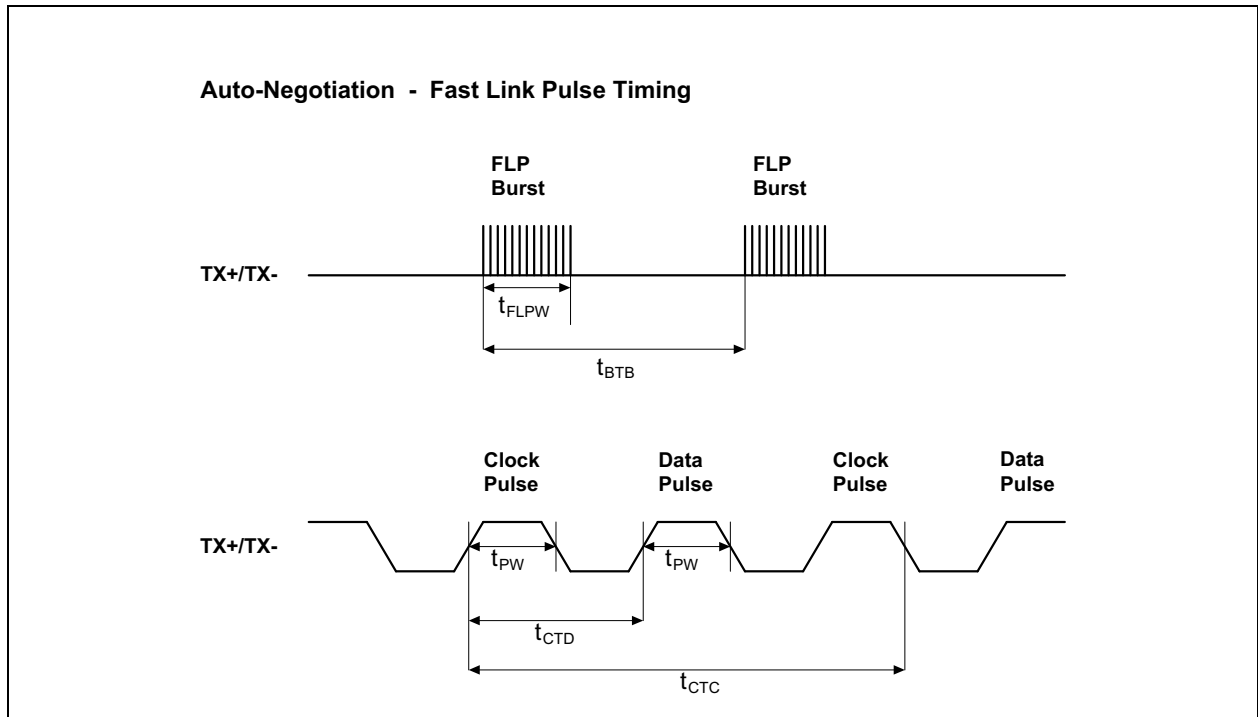 Auto-Negotiation - Fast Link Pulse Timing
FLP
Burst
FLP
Burst
TX+/TX-
tFLPW
tBTB
Clock
Pulse
Data
Pulse
Clock
Pulse
Data
Pulse
TX+/TX-
tPW
tPW
tCTD
tCTC